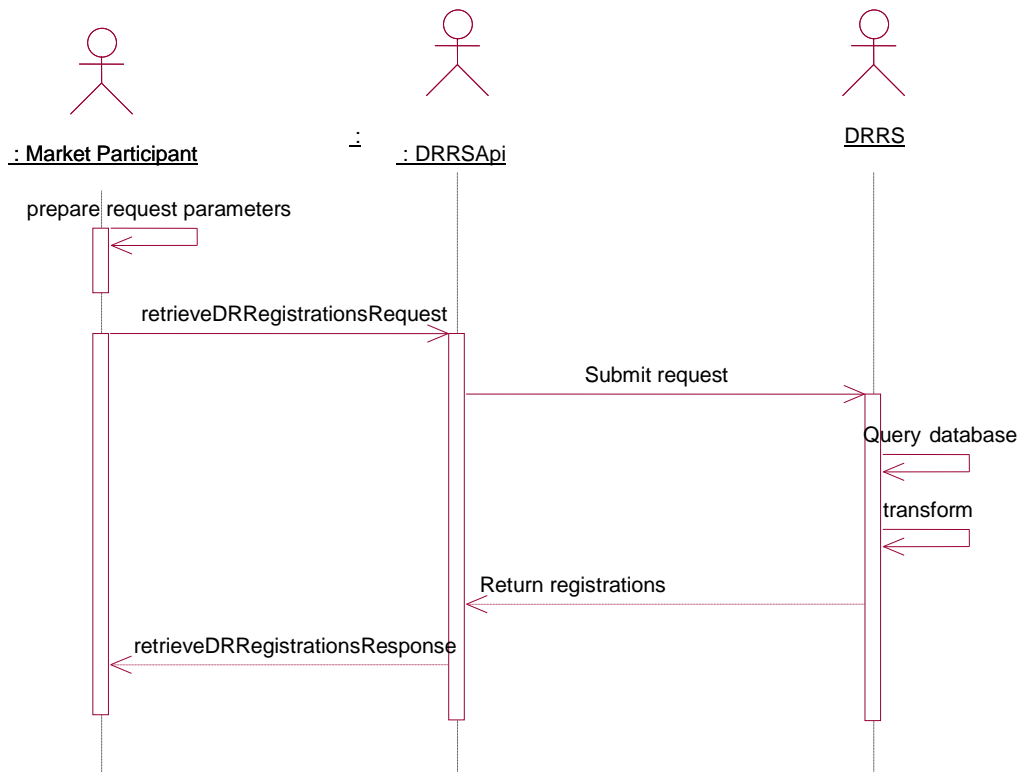 DRRS
:
: Market Participant
: DRRSApi
prepare request parameters
retrieveDRRegistrationsRequest
Submit request
Query database
transform
Return registrations
retrieveDRRegistrationsResponse